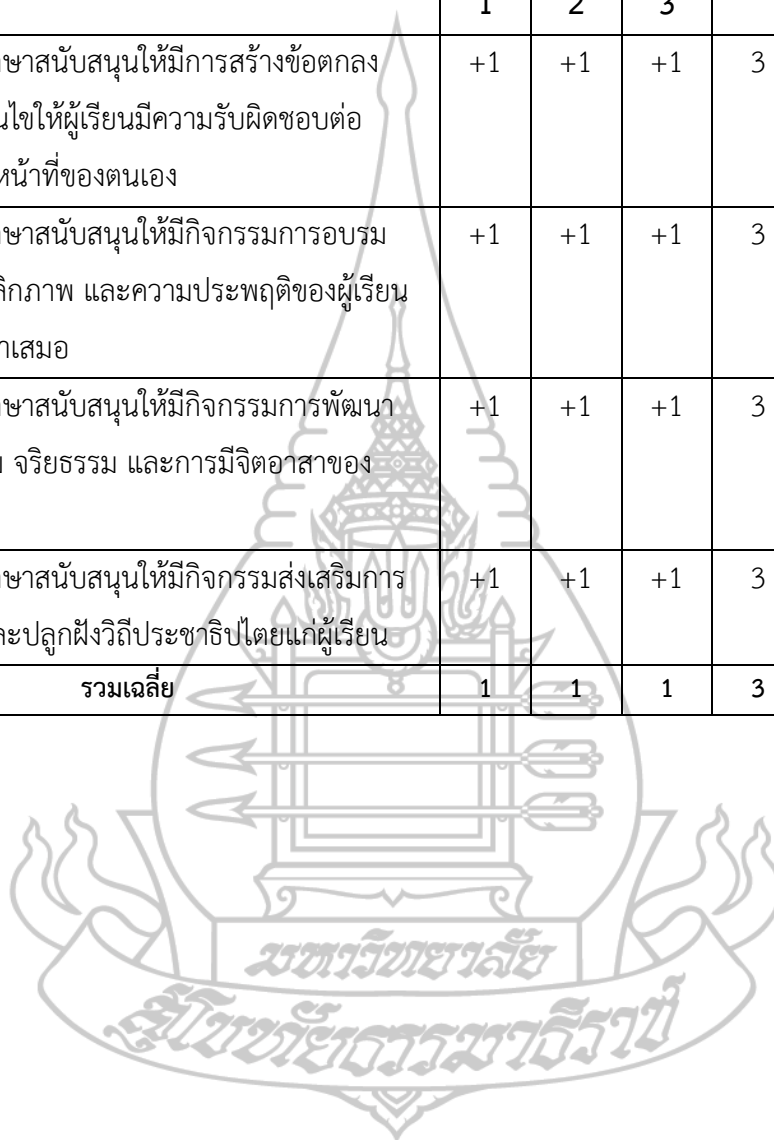 1 2 3
ษาสนับสนุนให้มีการสร้างข้อตกลง +1 +1 +1 3
นไขให้ผู้เรียนมีความรับผิดชอบต่อ
หน้าที่ของตนเอง
ษาสนับสนุนให้มีกิจกรรมการอบรม +1 +1 +1 3
ลิกภาพ และความประพฤติของผู้เรียน
ำเสมอ
ษาสนับสนุนให้มีกิจกรรมการพัฒนา +1 +1 +1 3
จริยธรรม และการมีจิตอาสาของ
ษาสนับสนุนให้มีกิจกรรมส่งเสริมการ +1 +1 +1 3
ละปลูกฝังวิถีประชาธิปไตยแก่ผู้เรียน
รวมเฉลี่ย 1 1 1 3
มหาวิทยาลัย
สุโขทัยธรรมาธิราช